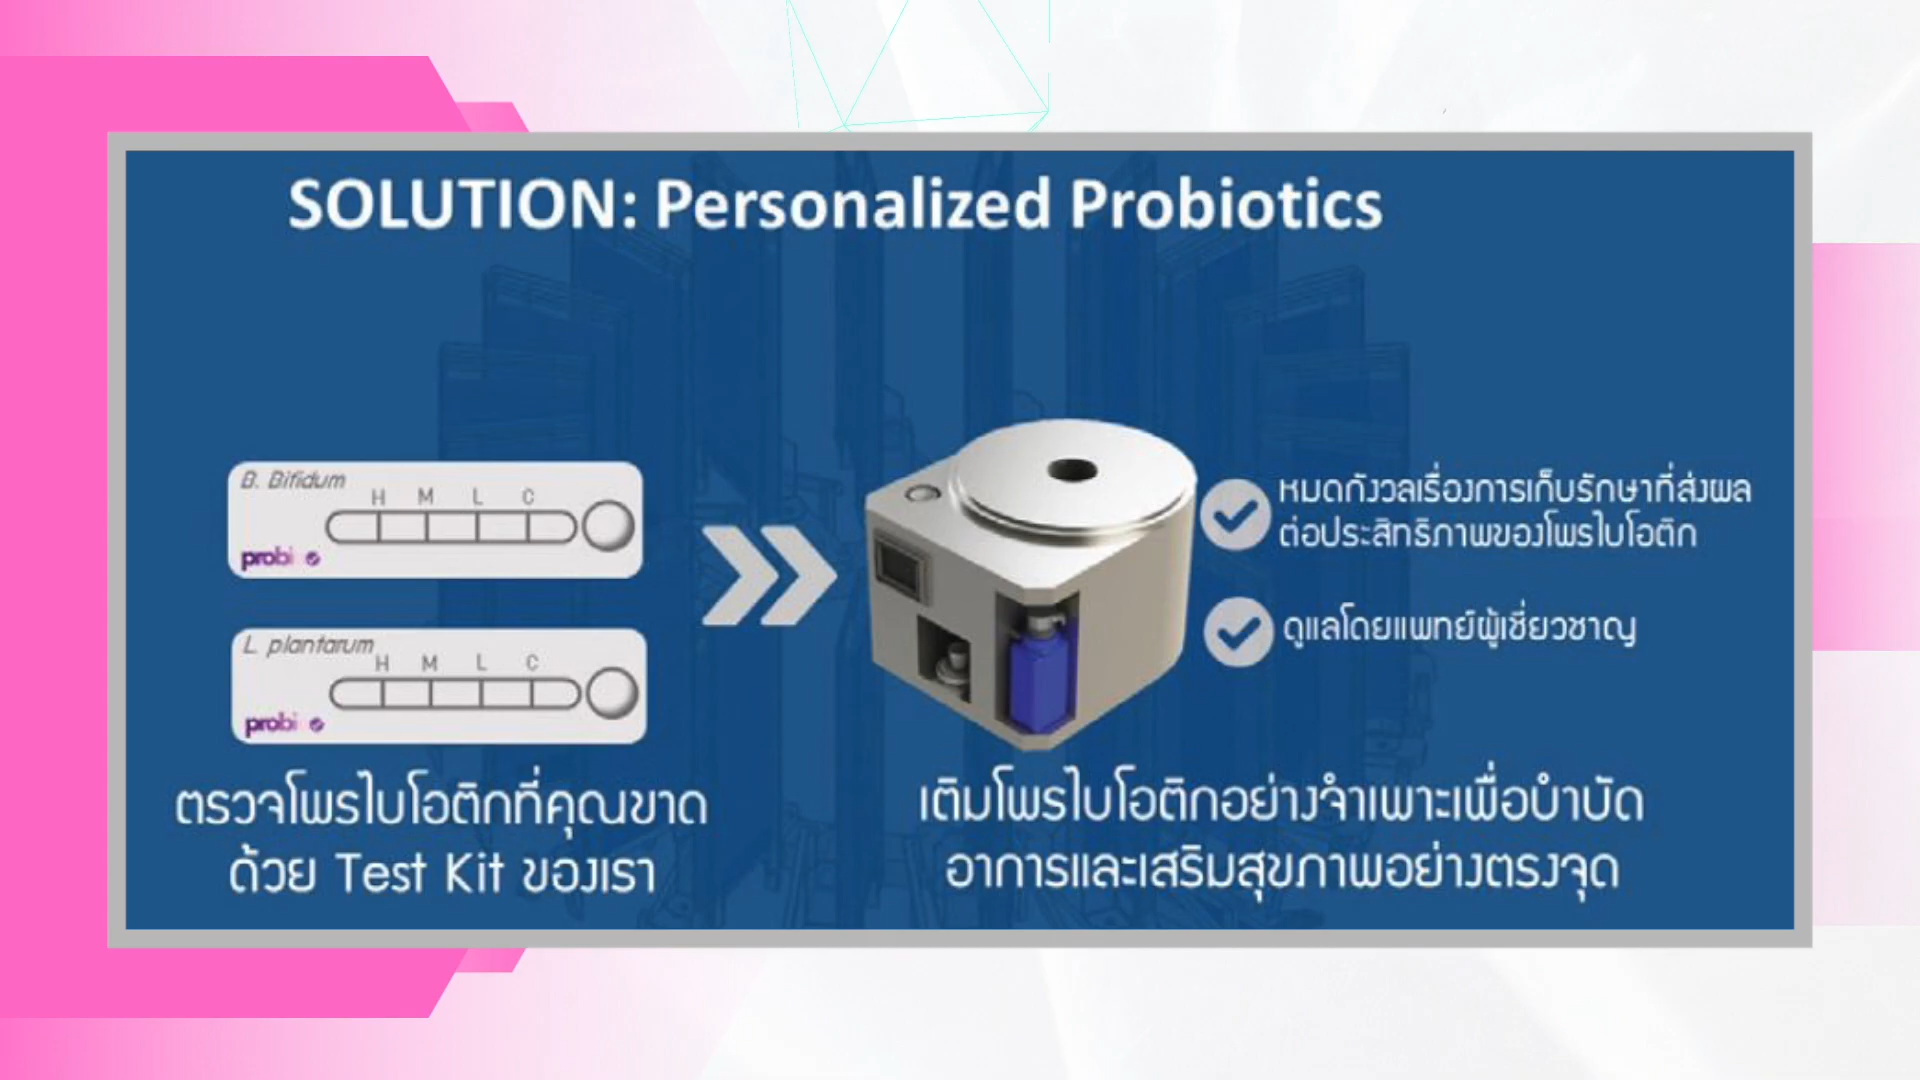 SOLUTION: Personalized Probiotics
B. Bifidum
H M L C
probi
L. plantarum
H M L C
probi
ตรวจโพรไบโอติกที่คุณขาด
ด้วย Test Kit ของเรา
หมดกังวลเรื่องการเก็บรักษาที่ส่งผล
ต่อประสิทธิภาพของโพรไบโอติก
ดูแลโดยแพทย์ผู้เชี่ยวชาญ
เติมโพรไบโอติกอย่างจำเพาะเพื่อบำบัด
อาการและเสริมสุขภาพอย่างตรงจุด